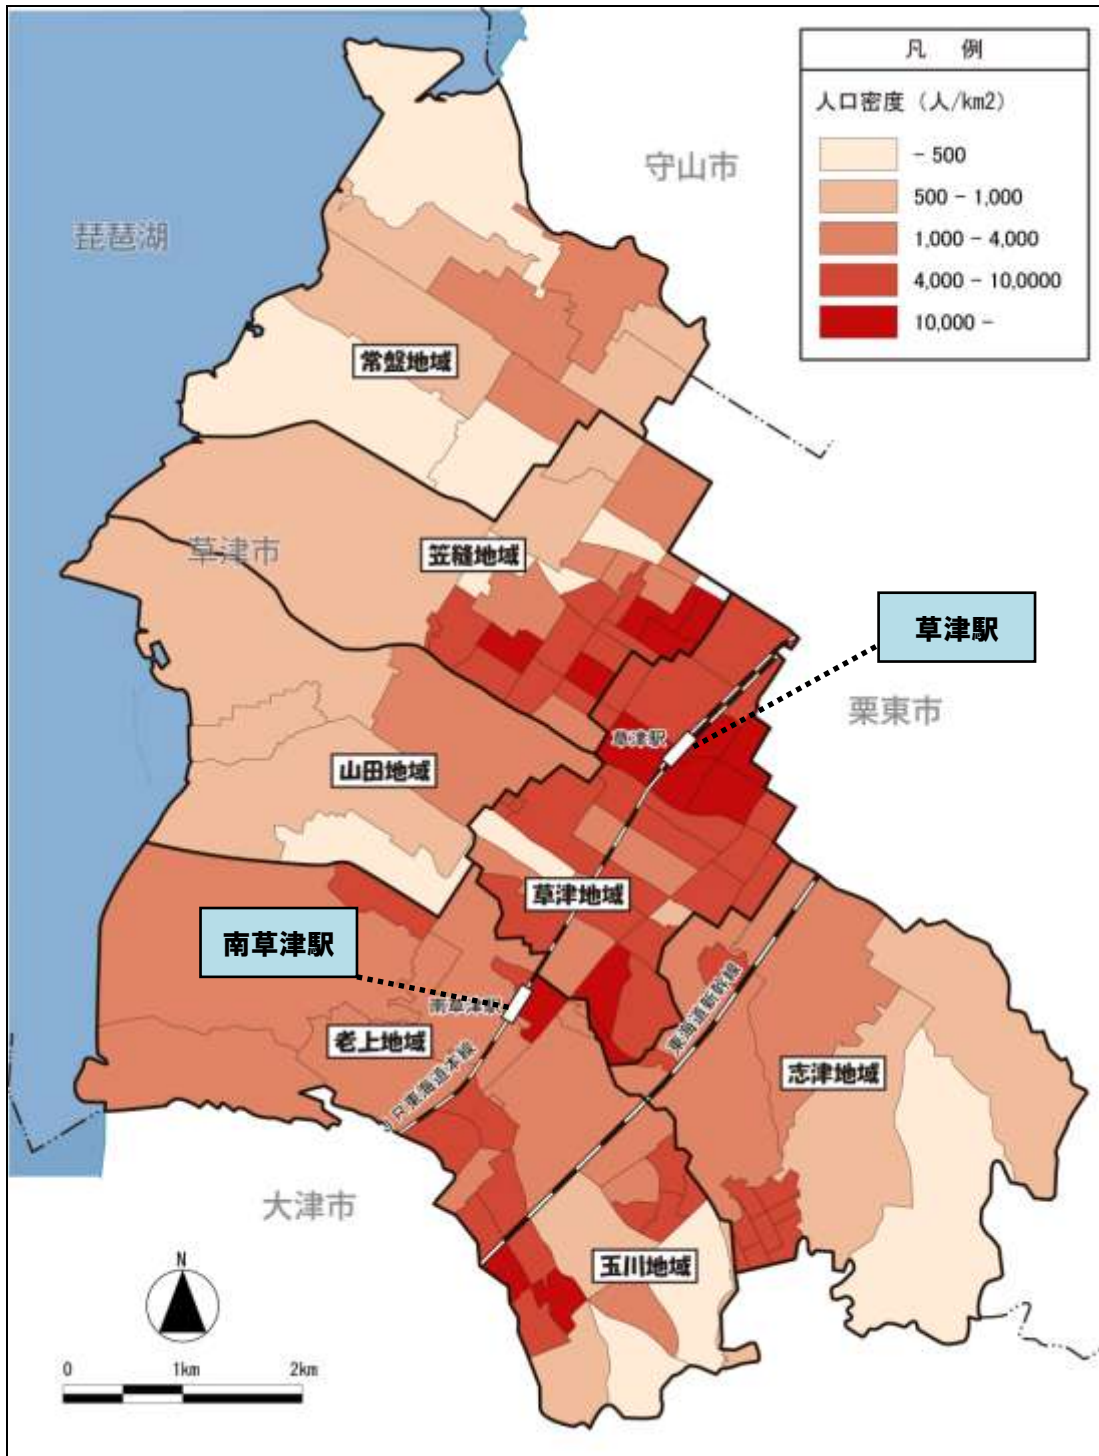 凡 例
人口密度 (人/km2)
- 500
500 - 1,000
1,000 - 4,000
4,000 - 10,0000
10,000 -
守山市
琵琶湖
常盤地域
草津市
笠縫地域
草津駅
栗東市
草津駅
山田地域
草津地域
南草津駅
南草津駅
老上地域
JR東海道本線
東海道新幹線
志津地域
大津市
玉川地域
N
0 1km 2km